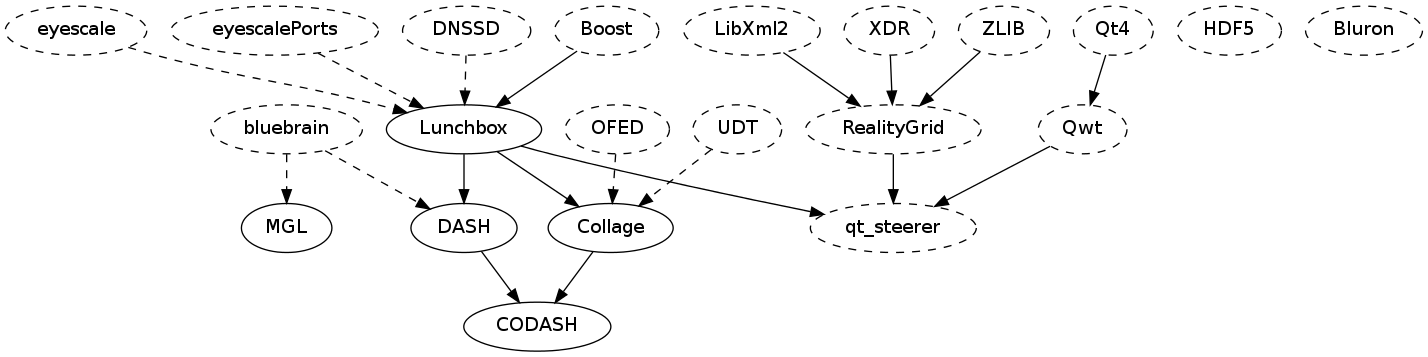 eyescale
eyescalePorts
DNSSD
Boost
LibXml2
XDR
ZLIB
Qt4
HDF5
Bluron
bluebrain
Lunchbox
OFED
UDT
RealityGrid
Qwt
MGL
DASH
Collage
qt_steerer
CODASH